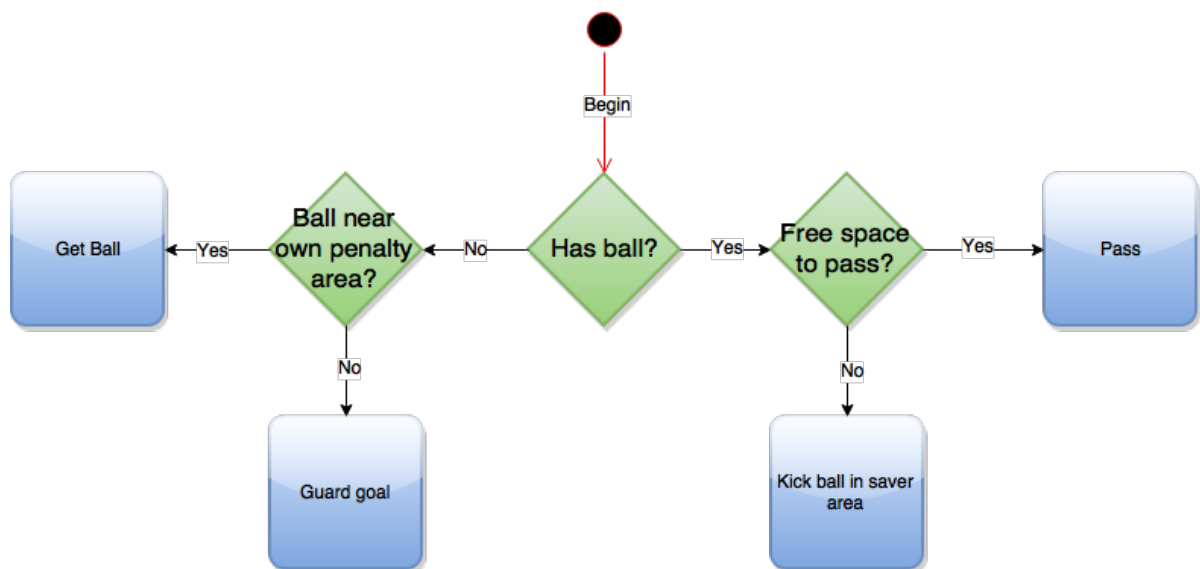 Begin
Ball near
own penalty
area?
Has ball?
Free space
to pass?
Get Ball
Yes
No
Yes
Yes
Pass
No
No
Guard goal
Kick ball in saver
area